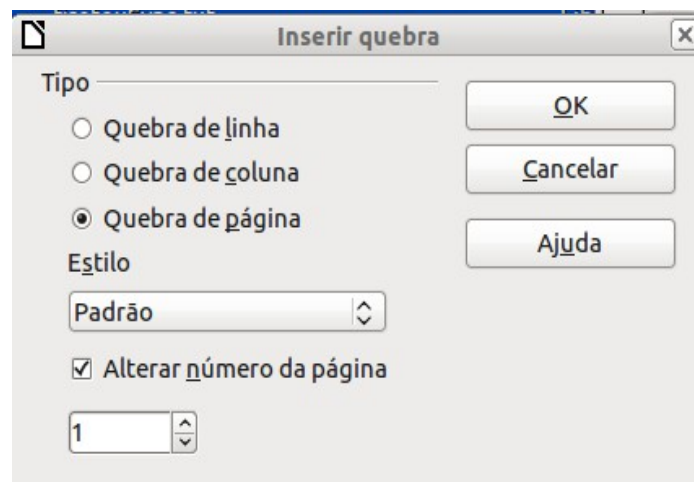 Inserir quebra
Tipo
OK
Quebra de linha
Quebra de coluna
Cancelar
Quebra de página
Ajuda
Estilo
Padrão
Alterar número da página
1